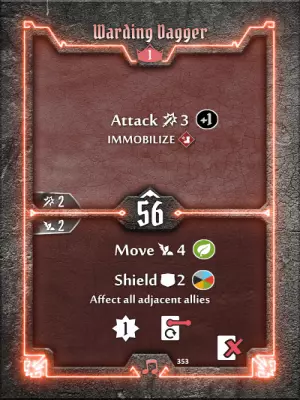 Warding Dagger
1
Attack 3 +1
IMMOBILIZE
2
56
2
Move 4
Shield 2
Affect all adjacent allies
1
353